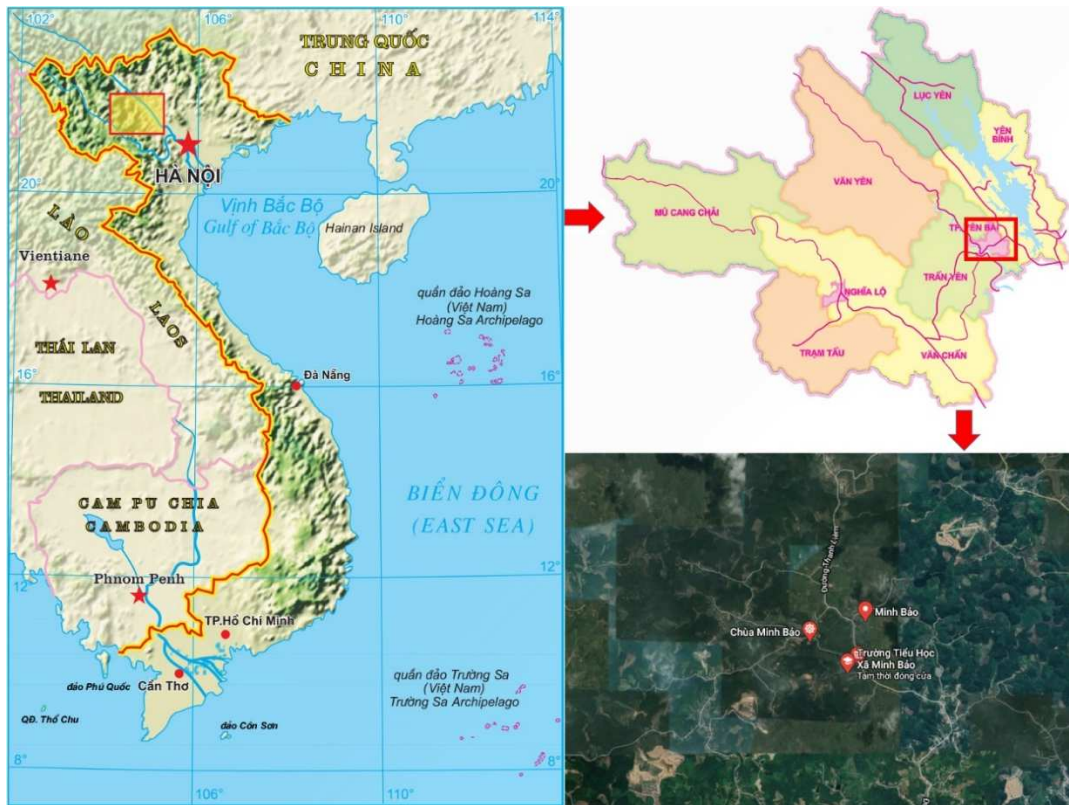 102°
106°
110°
114°
TRUNG QUỐC
CHINA
HÀ NỘI
20°
20°
Vịnh Bắc Bộ
Gulf of Bắc Bộ
Hainan Island
LÀO
LAOS
Vientiane
quần đảo Hoàng Sa
(Việt Nam)
Hoàng Sa Archipelago
THÁI LAN
THAILAND
16°
Đà Nẵng
16°
CAM PU CHIA
CAMBODIA
BIỂN ĐÔNG
(EAST SEA)
12°
12°
Phnom Penh
TP.Hồ Chí Minh
đảo Phú Quốc
Cần Thơ
QĐ. Thổ Chu
đảo Côn Sơn
quần đảo Trường Sa
(Việt Nam)
Trường Sa Archipelago
8°
8°
106°
110°
LỤC YÊN
YÊN BÌNH
VĂN YÊN
MÙ CANG CHẢI
TP. YÊN BÁI
TRẤN YÊN
NGHĨA LỘ
TRẠM TẤU
VĂN CHẤN
Minh Bảo
Chùa Minh Bảo
Trường Tiểu Học
Xã Minh Bảo
Tạm thời đóng cửa